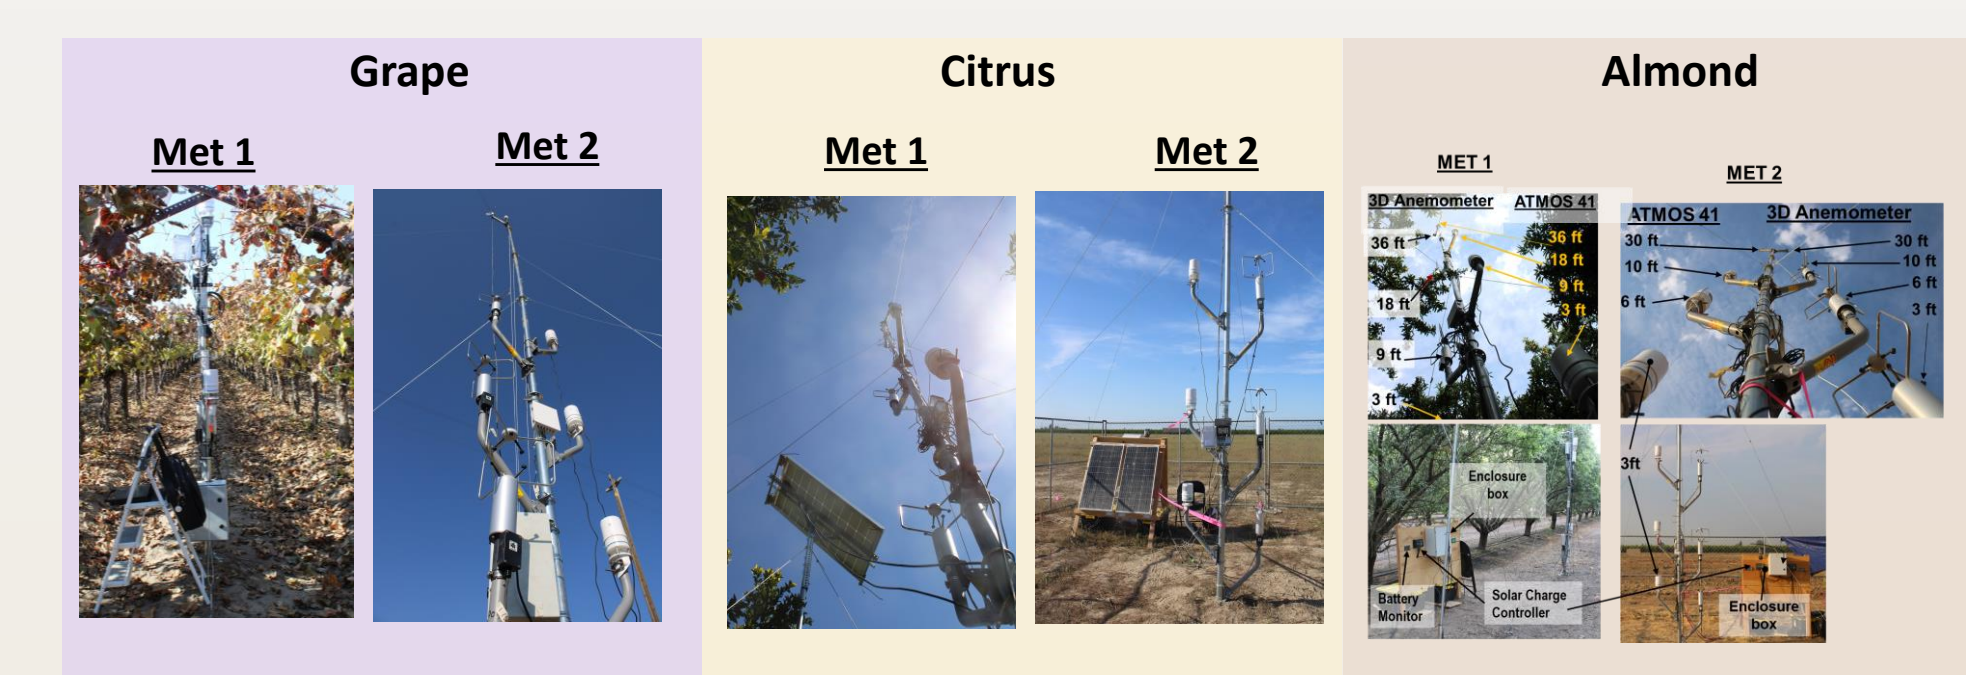 Grape
Met 1
Met 2
Citrus
Met 1
Met 2
Almond
MET 1
3D Anemometer
ATMOS 41
36 ft
18 ft
9 ft
3 ft
36 ft
18 ft
9 ft
3 ft
Enclosure
box
Battery
Monitor
Solar Charge
Controller
MET 2
ATMOS 41
3D Anemometer
30 ft
10 ft
6 ft
30 ft
10 ft
6 ft
3 ft
3ft
Enclosure
box